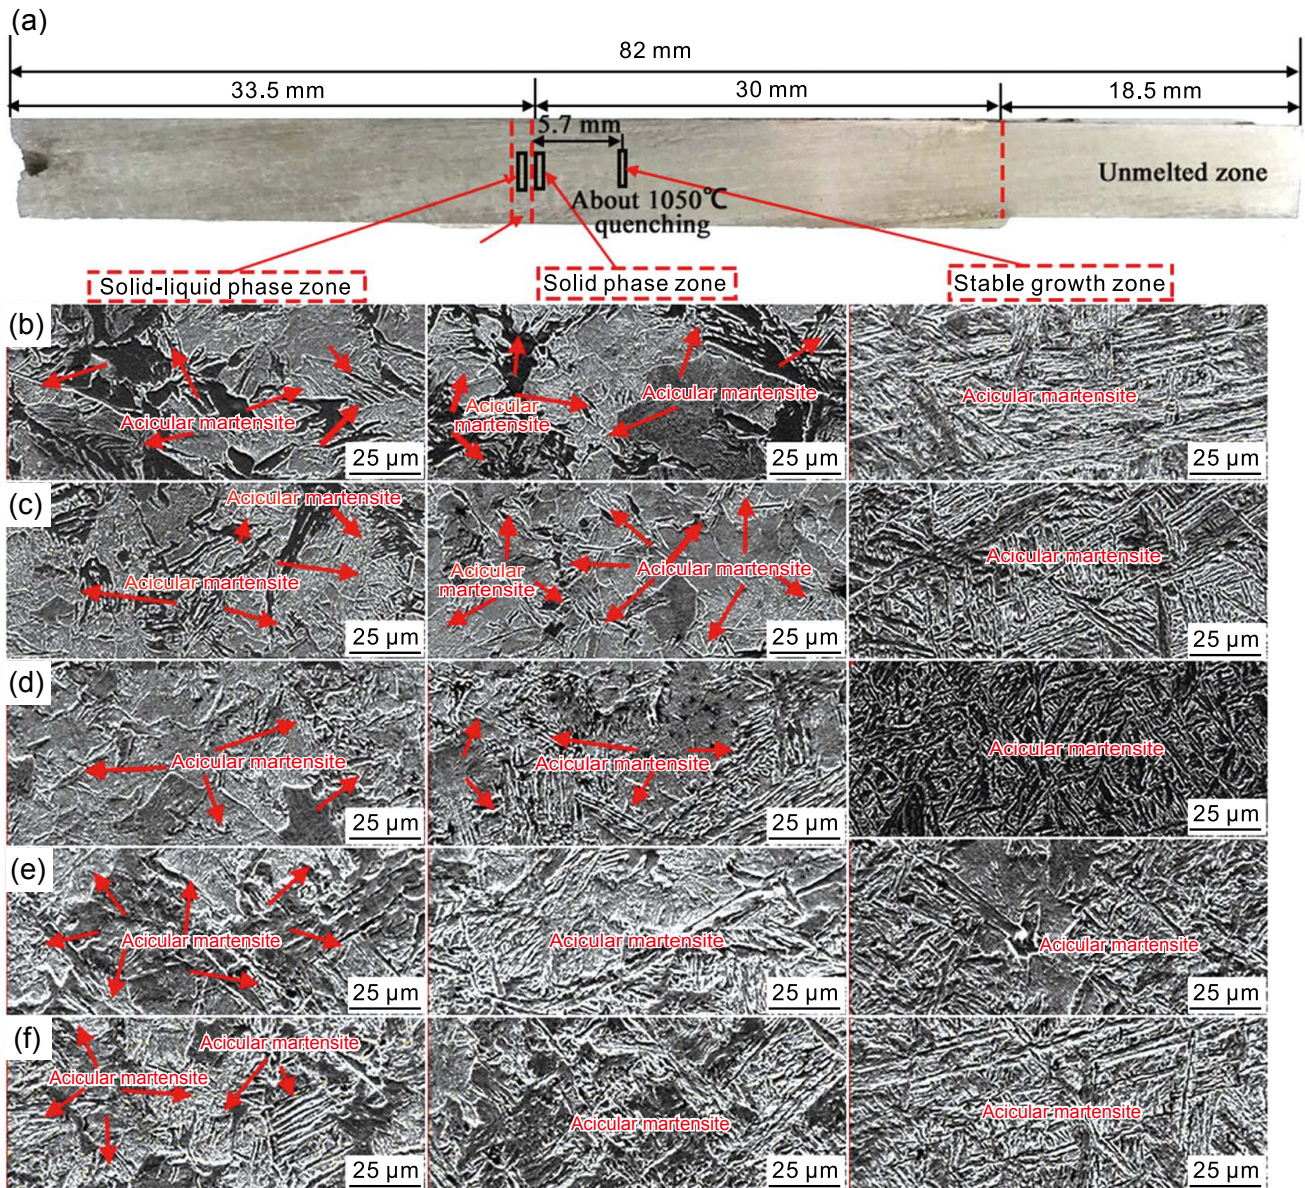 (a)
82 mm
33.5 mm
30 mm
18.5 mm
5.7 mm
About 1050℃
quenching
Unmelted zone
Solid-liquid phase zone
Solid phase zone
Stable growth zone
(b)
Acicular martensite
25 µm
Acicular
martensite
Acicular martensite
25 µm
Acicular martensite
25 µm
(c)
Acicular martensite
Acicular martensite
25 µm
Acicular
martensite
Acicular martensite
25 µm
Acicular martensite
25 µm
(d)
Acicular martensite
25 µm
Acicular martensite
25 µm
Acicular martensite
25 µm
(e)
Acicular martensite
25 µm
Acicular martensite
25 µm
Acicular martensite
25 µm
(f)
Acicular martensite
Acicular martensite
25 µm
Acicular martensite
25 µm
Acicular martensite
25 µm